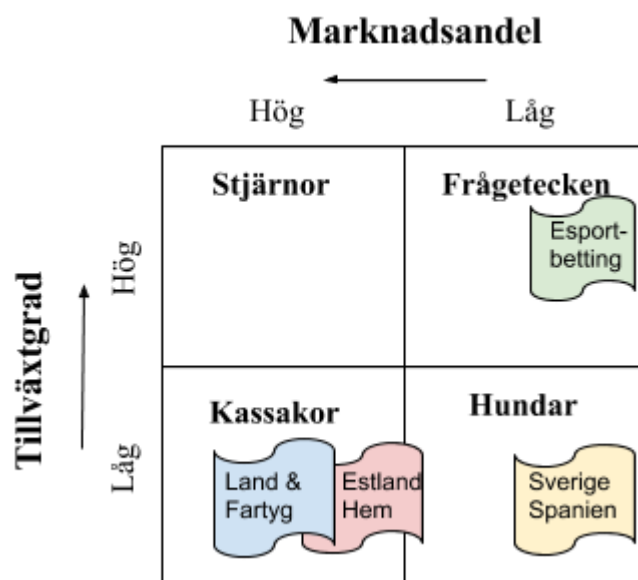 Marknadsandel
Hög Låg
Stjärnor Frågetecken
Esport-
betting
Tillväxtgrad
Hög
Låg
Kassakor Hundar
Land &
Fartyg
Estland
Hem
Sverige
Spanien